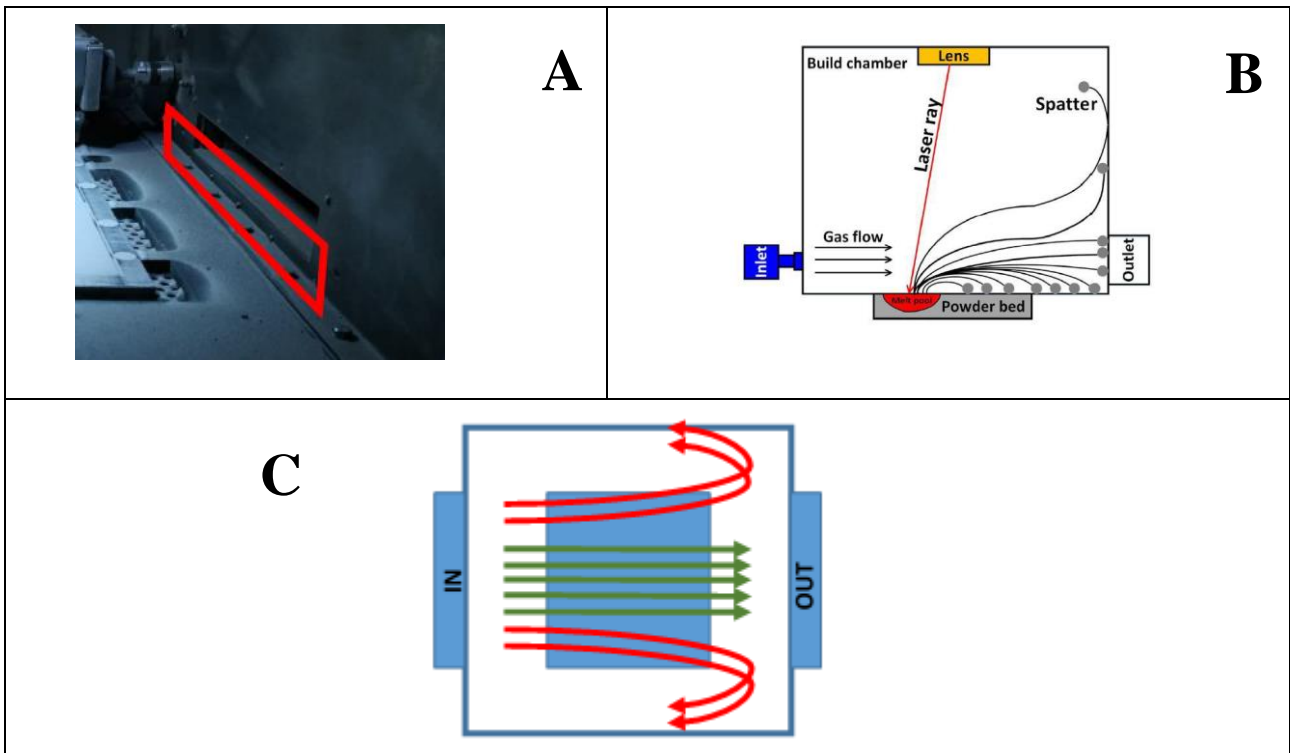 A
B
Lens
Build chamber
Spatter
Laser ray
Gas flow
Inlet
Outlet
Melt pool
Powder bed
C
IN
OUT